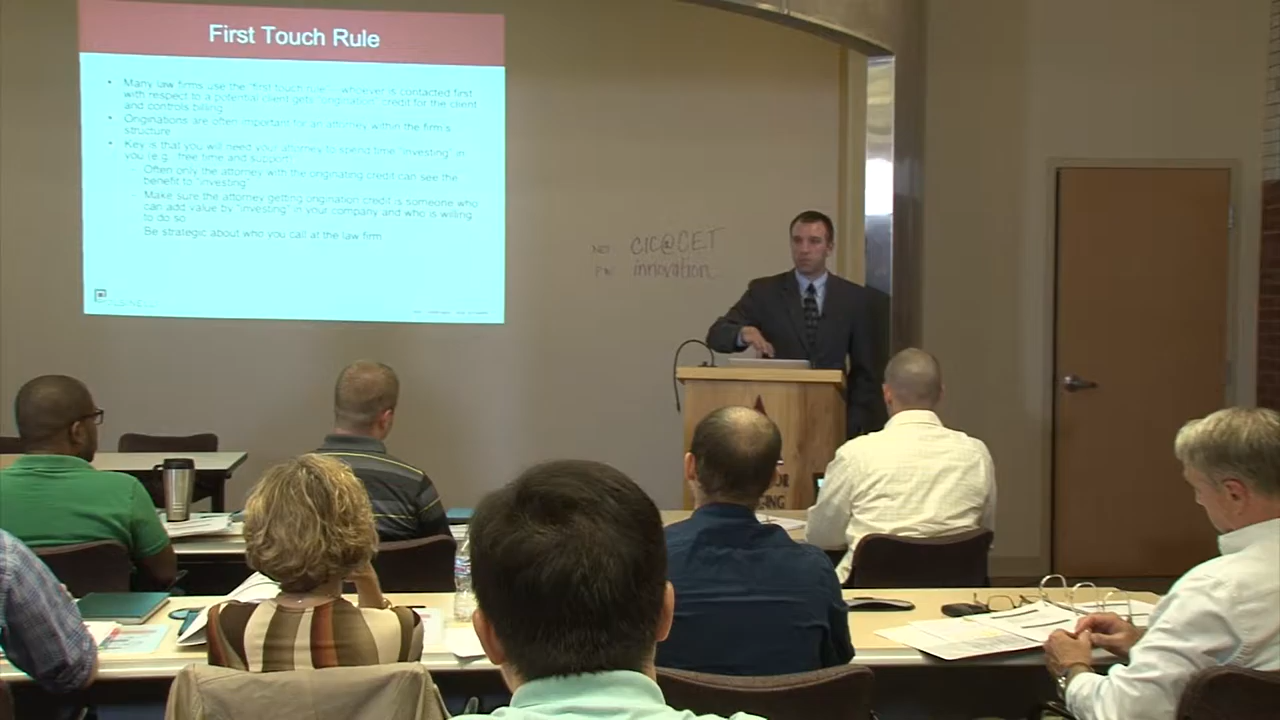 First Touch Rule
• Many law firms use the "first touch rule" – whoever is contacted first
with respect to a potential client gets "origination" credit for the client
and controls billing
• Originations are often important for an attorney within the firm's
structure
• Key is that you will need your attorney to spend time "investing" in
you (e.g., free time and support)
– Often only the attorney with the originating credit can see the
benefit to "investing"
– Make sure the attorney getting origination credit is someone who
can add value by "investing" in your company and who is willing
to do so
Be strategic about who you call at the law firm
POLSINELLI
CIC@CET
innovation